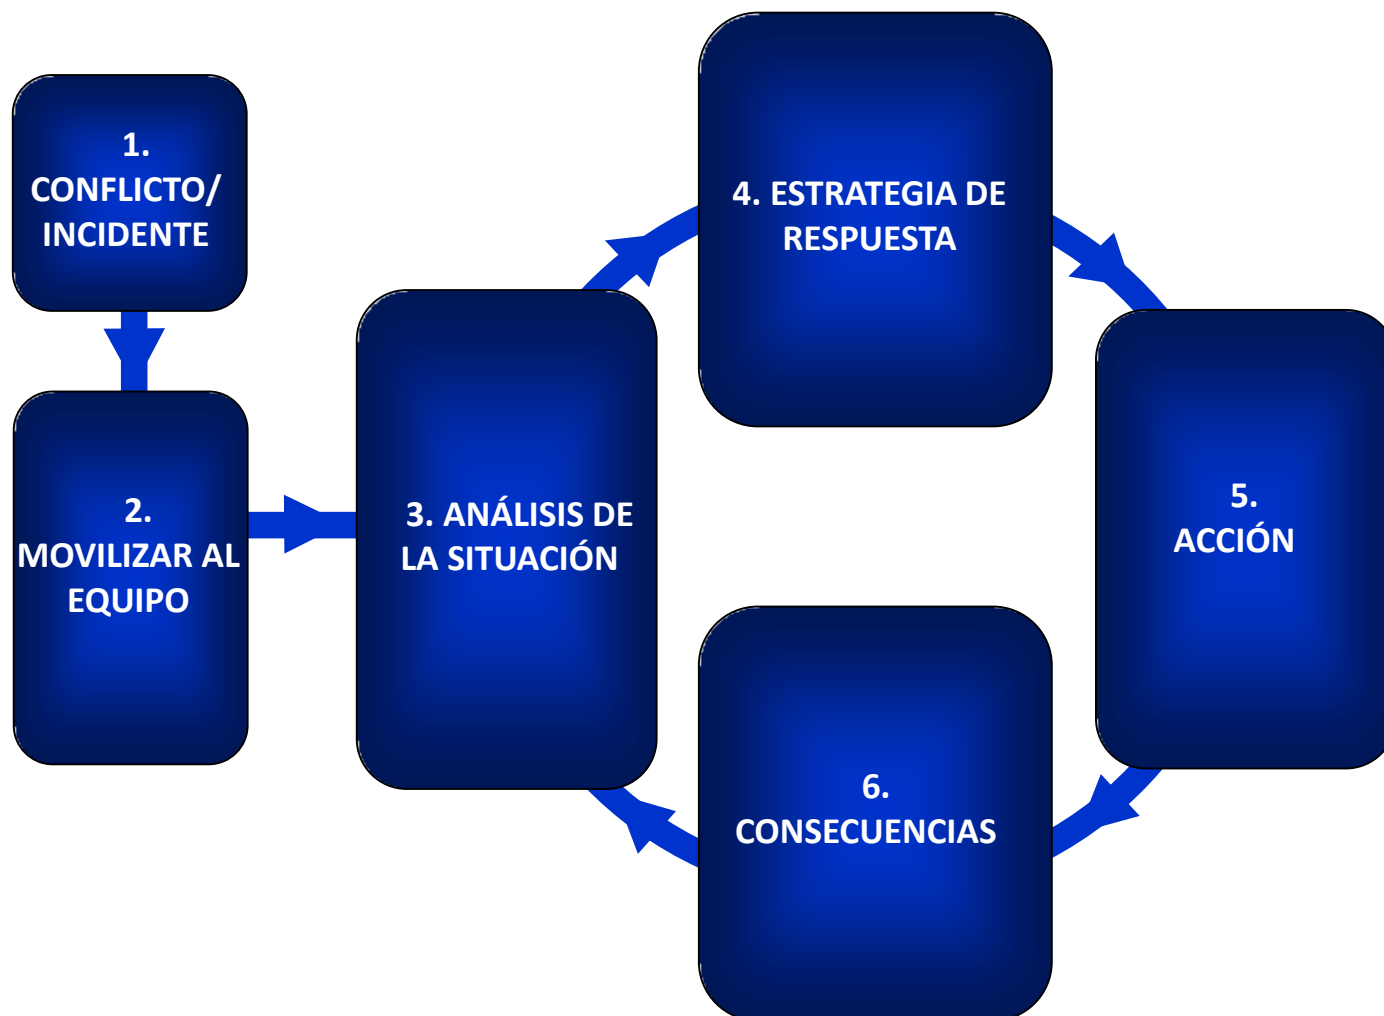 1.
CONFLICTO/
INCIDENTE
2.
MOVILIZAR AL
EQUIPO
3. ANÁLISIS DE
LA SITUACIÓN
4. ESTRATEGIA DE
RESPUESTA
5.
ACCIÓN
6.
CONSECUENCIAS